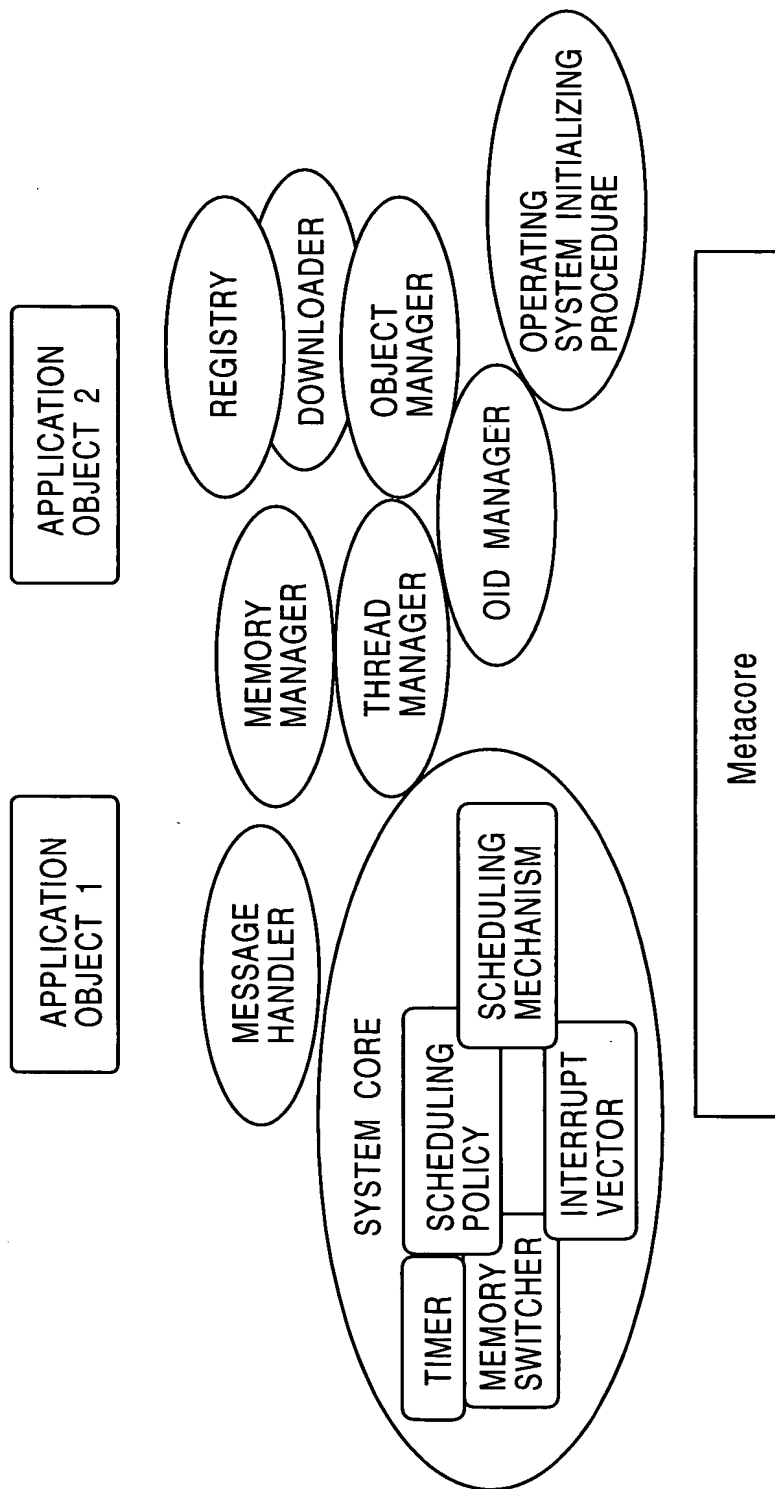 APPLICATION
OBJECT 1
APPLICATION
OBJECT 2
MESSAGE
HANDLER
MEMORY
MANAGER
REGISTRY
DOWNLOADER
THREAD
MANAGER
OBJECT
MANAGER
SYSTEM CORE
TIMER
SCHEDULING
POLICY
MEMORY
SWITCHER
SCHEDULING
MECHANISM
INTERRUPT
VECTOR
OID MANAGER
OPERATING
SYSTEM INITIALIZING
PROCEDURE
Metacore